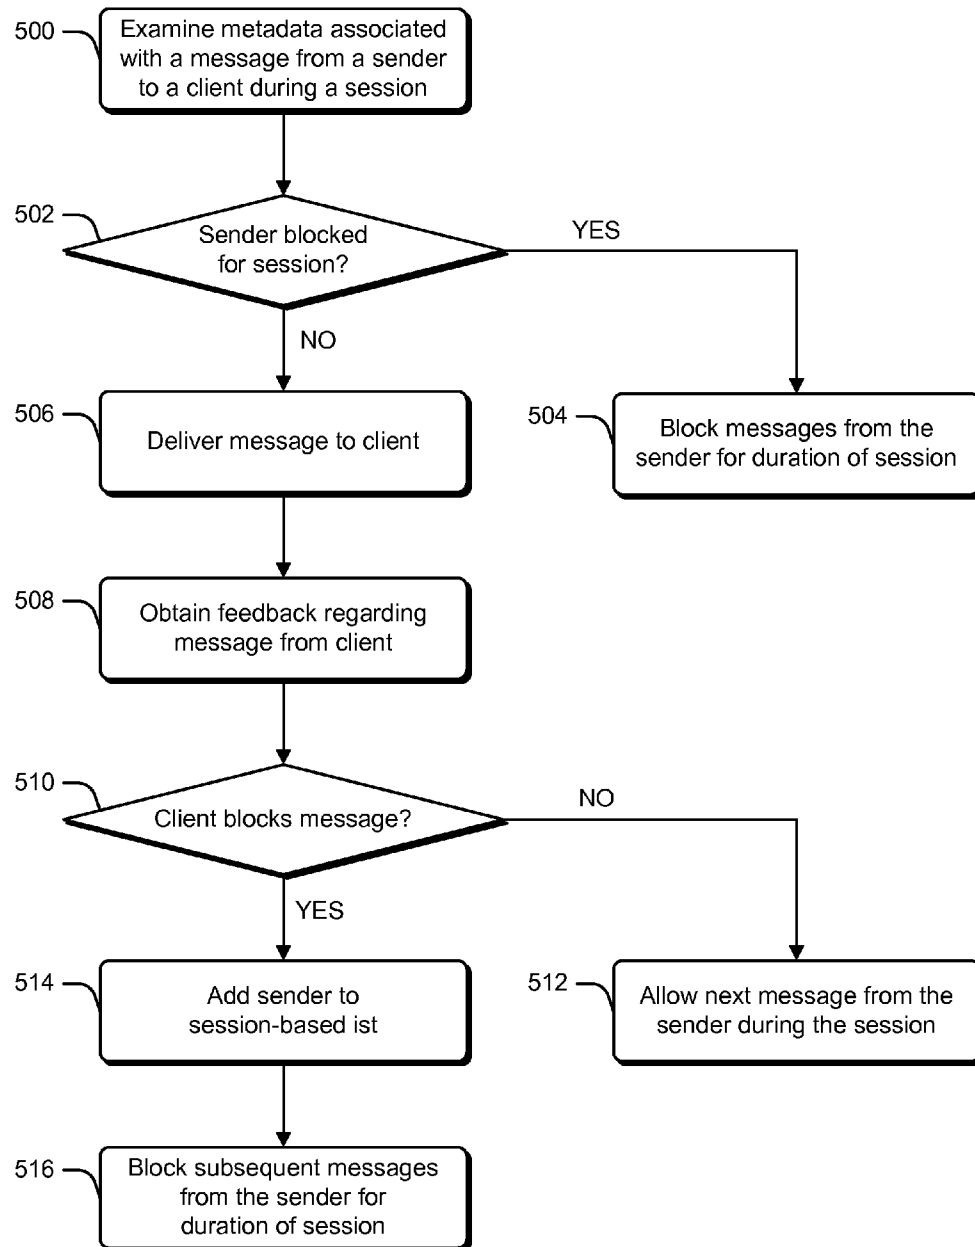 500
Examine metadata associated
with a message from a sender
to a client during a session
502
Sender blocked
for session?
YES
NO
506
Deliver message to client
504
Block messages from the
sender for duration of session
508
Obtain feedback regarding
message from client
510
Client blocks message?
NO
YES
514
Add sender to
session-based ist
512
Allow next message from the
sender during the session
516
Block subsequent messages
from the sender for
duration of session